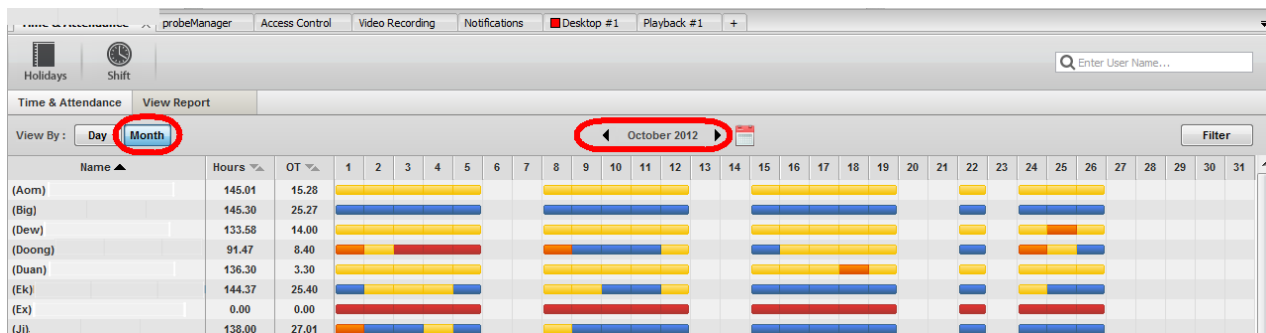 probeManager Access Control Video Recording Notifications Desktop #1 Playback #1 +
Holidays Shift Enter User Name...
Time & Attendance View Report
View By : Day Month October 2012 Filter
Name Hours OT 1 2 3 4 5 6 7 8 9 10 11 12 13 14 15 16 17 18 19 20 21 22 23 24 25 26 27 28 29 30 31
(Aom) 145.01 15.28
(Big) 145.30 25.27
(Dew) 133.58 14.00
(Doong) 91.47 8.40
(Duan) 136.30 3.30
(Ek) 144.37 25.40
(Ex) 0.00 0.00
(Ji) 138.00 27.01